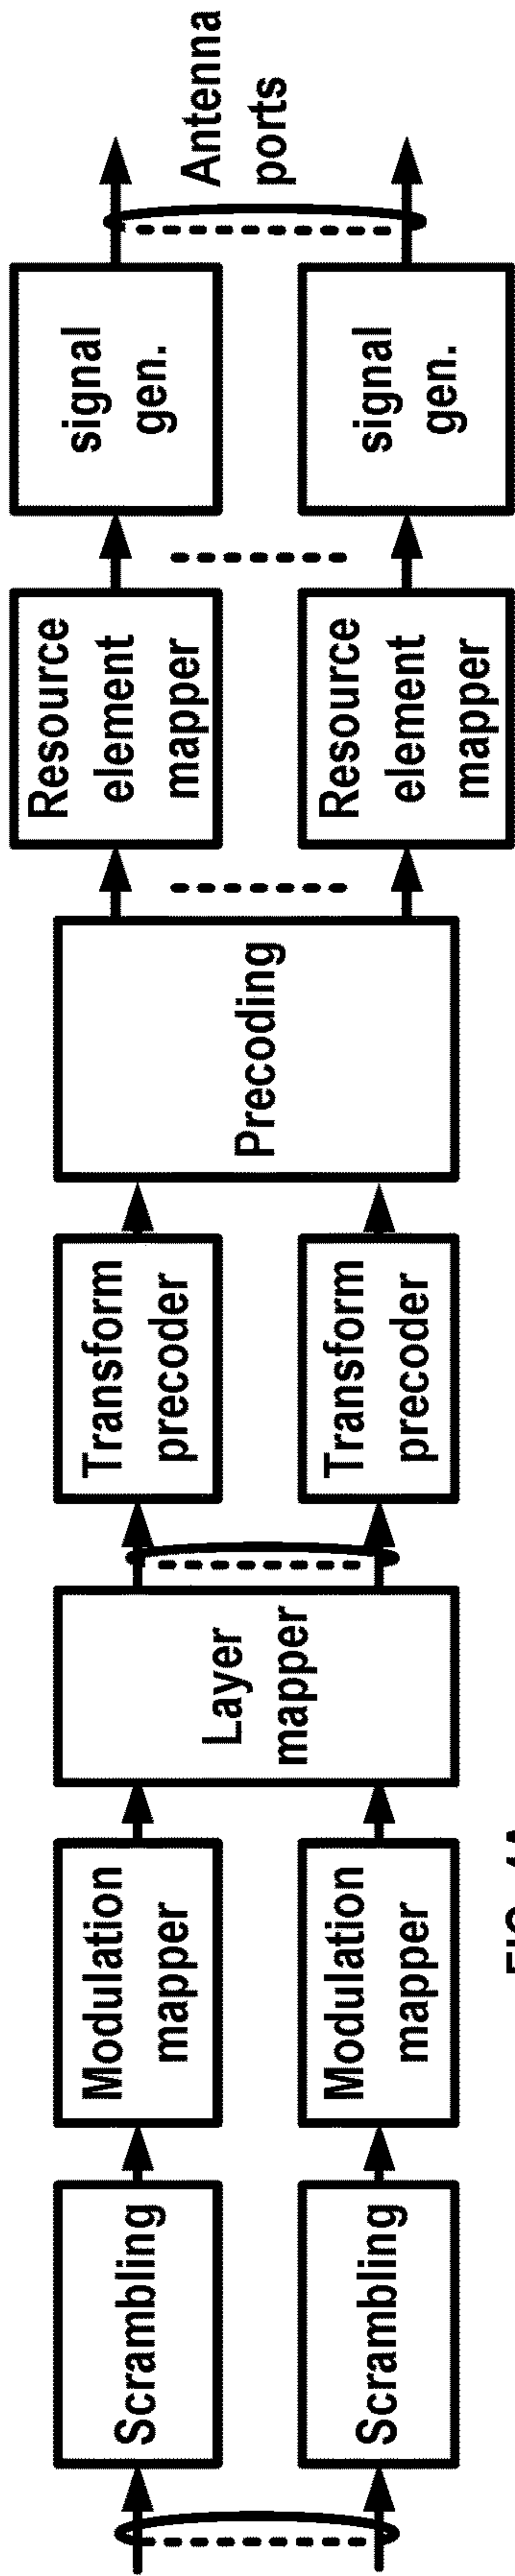 Scrambling
Scrambling
Modulation
mapper
Modulation
mapper
Layer
mapper
Transform
precoder
Transform
precoder
Precoding
Resource
element
mapper
Resource
element
mapper
signal
gen.
signal
gen.
Antenna
ports